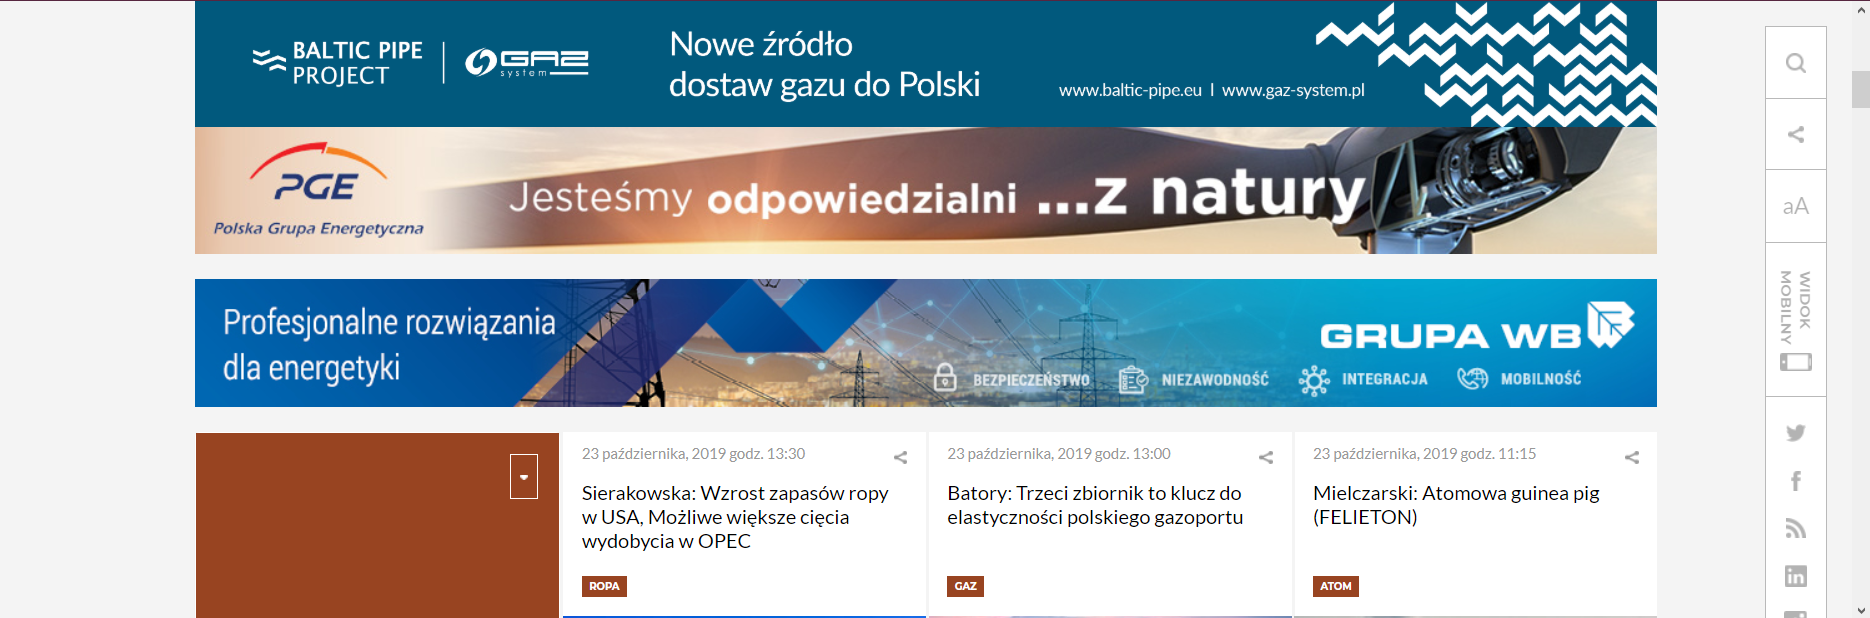 BALTIC PIPE
PROJECT
GAZ
system
Nowe źródło
dostaw gazu do Polski
www.baltic-pipe.eu I www.gaz-system.pl
PGE
Polska Grupa Energetyczna
Jesteśmy odpowiedzialni ...z natury
Profesjonalne rozwiązania
dla energetyki
GRUPA WB
BEZPIECZEŃSTWO
NIEZAWODNOŚĆ
INTEGRACJA
MOBILNOŚĆ
23 października, 2019 godz. 13:30
Sierakowska: Wzrost zapasów ropy
w USA, Możliwe większe cięcia
wydobycia w OPEC
ROPA
23 października, 2019 godz. 13:00
Batory: Trzeci zbiornik to klucz do
elastyczności polskiego gazoportu
GAZ
23 października, 2019 godz. 11:15
Mielczarski: Atomowa guinea pig
(FELIETON)
ATOM
aA
WIDOK
MOBILNY